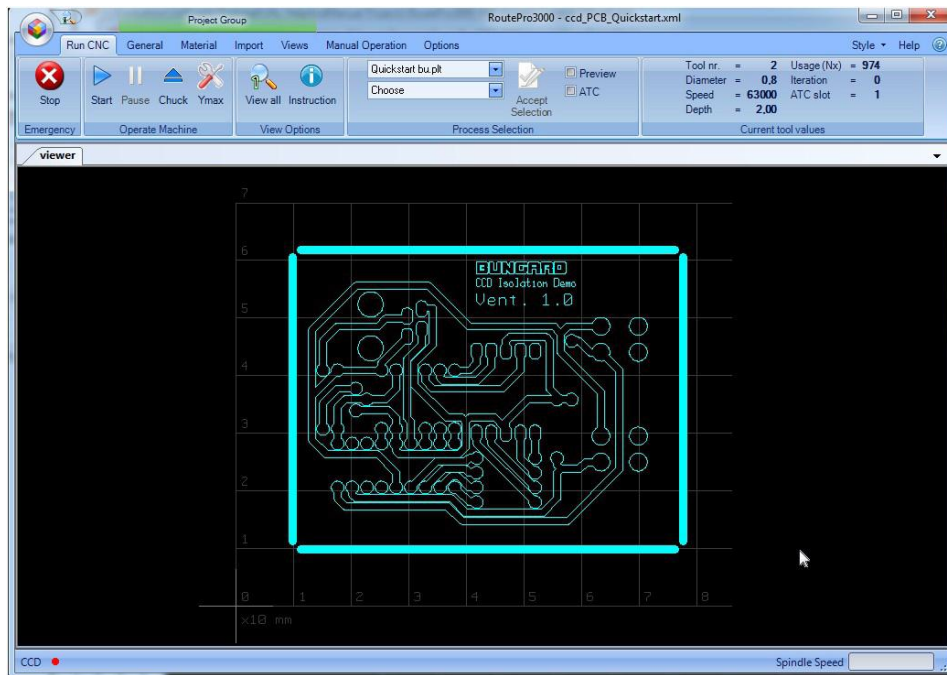 Project Group
RoutePro3000 - ccd_PCB_Quickstart.xml
Run CNC General Material Import Views Manual Operation Options Style Help
Stop
Start Pause Chuck Ymax
View all Instruction
Quickstart bu.plt
Choose
Accept Selection
Preview
ATC
Tool nr. = 2 Usage (Nx) = 974
Diameter = 0,8 Iteration = 0
Speed = 63000 ATC slot = 1
Depth = 2,00
Emergency Operate Machine View Options Process Selection Current tool values
viewer
7
6
BUNGARD
CCD Isolation Demo
Vent. 1.0
5
4
3
2
1
0 1 2 3 4 5 6 7 8
x10 mm
CCD Spindle Speed